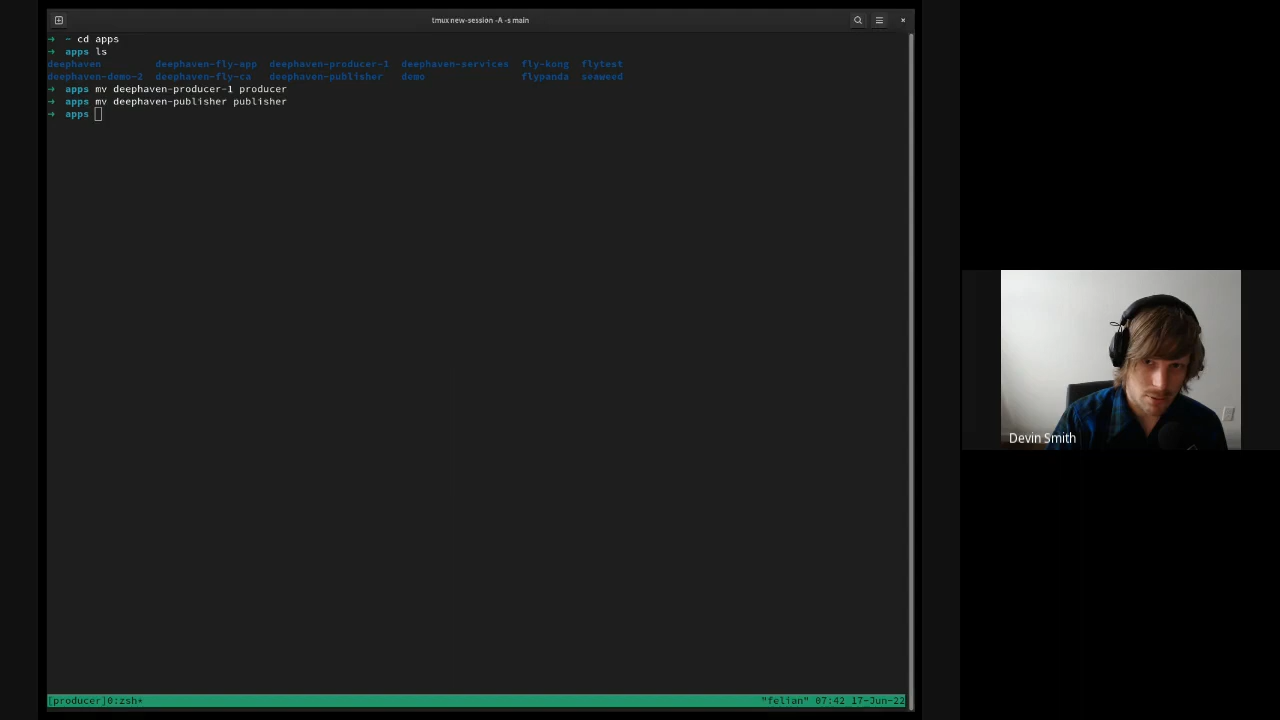 tmux new-session -A -s main
➜ ~ cd apps
➜ apps ls
deephaven deephaven-fly-app deephaven-producer-1 deephaven-services fly-kong flytest
deephaven-demo-2 deephaven-fly-ca deephaven-publisher demo flypanda seaweed
➜ apps mv deephaven-producer-1 producer
➜ apps mv deephaven-publisher publisher
➜ apps
Devin Smith
[producer]0:zsh* "felian" 07:42 17-Jun-22